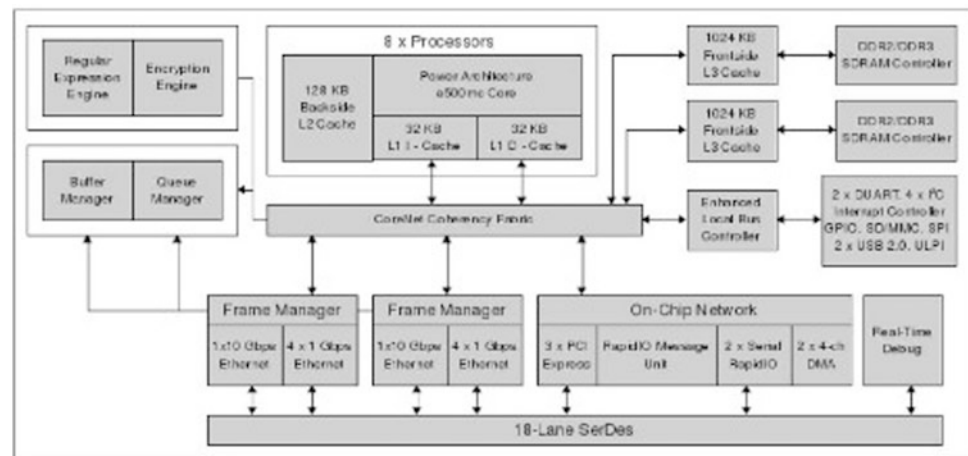 Regular
Expression
Engine
Encryption
Engine
8 x Processors
128 KB
Backside
L2 Cache
Power Architecture
e500mc Core
32 KB
L1 I - Cache
32 KB
L1 D - Cache
1024 KB
Frontside
L3 Cache
DDR2/DDR3
SDRAM Controller
1024 KB
Frontside
L3 Cache
DDR2/DDR3
SDRAM Controller
Buffer
Manager
Queue
Manager
CoreNet Coherency Fabric
Enhanced
Local Bus
Controller
2 x DUART, 4 x I²C
Interrupt Controller
GPIO, SD/MMC, SPI
2 x USB 2.0, ULPI
Frame Manager
1x10 Gbps
Ethernet
4 x 1 Gbps
Ethernet
Frame Manager
1x10 Gbps
Ethernet
4 x 1 Gbps
Ethernet
On-Chip Network
3 x PCI
Express
RapidIO Message
Unit
2 x Serial
RapidIO
2 x 4-ch
DMA
Real-Time
Debug
18-Lane SerDes